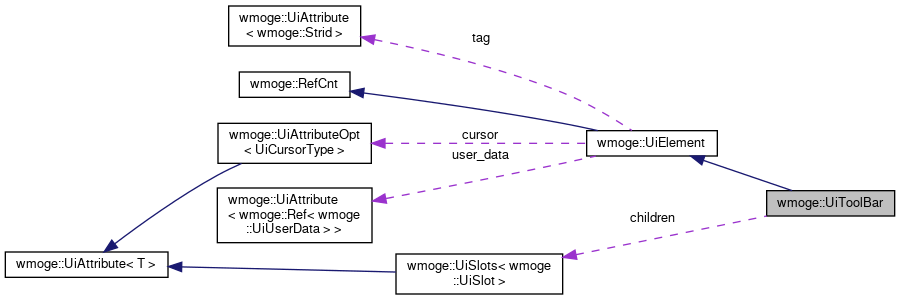 wmoge::UiAttribute
< wmoge::Strid >
tag
wmoge::RefCnt
wmoge::UiAttributeOpt
< UiCursorType >
cursor
wmoge::UiElement
user_data
wmoge::UiAttribute
< wmoge::Ref< wmoge
::UiUserData > >
wmoge::UiToolBar
children
wmoge::UiAttribute< T >
wmoge::UiSlots< wmoge
::UiSlot >